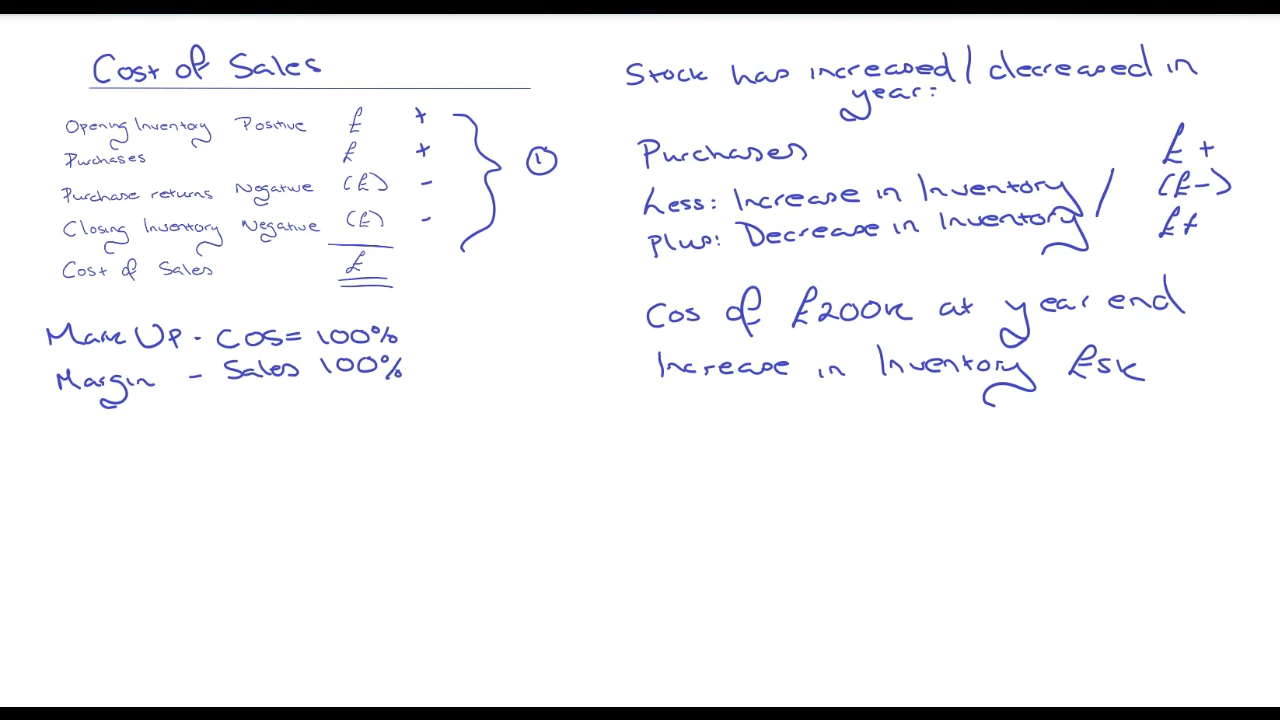 Cost of Sales
Opening Inventory Positive £ +
Purchases £ +
Purchase returns Negative (£) -
Closing Inventory Negative (£) -
Cost of Sales £
①
Mark Up - COS = 100%
Margin - Sales 100%
Stock has increased / decreased in
year:
Purchases £ +
Less: Increase in Inventory / (£ -)
Plus: Decrease in Inventory £ +
Cos of £200K at year end
Increase in Inventory £5K